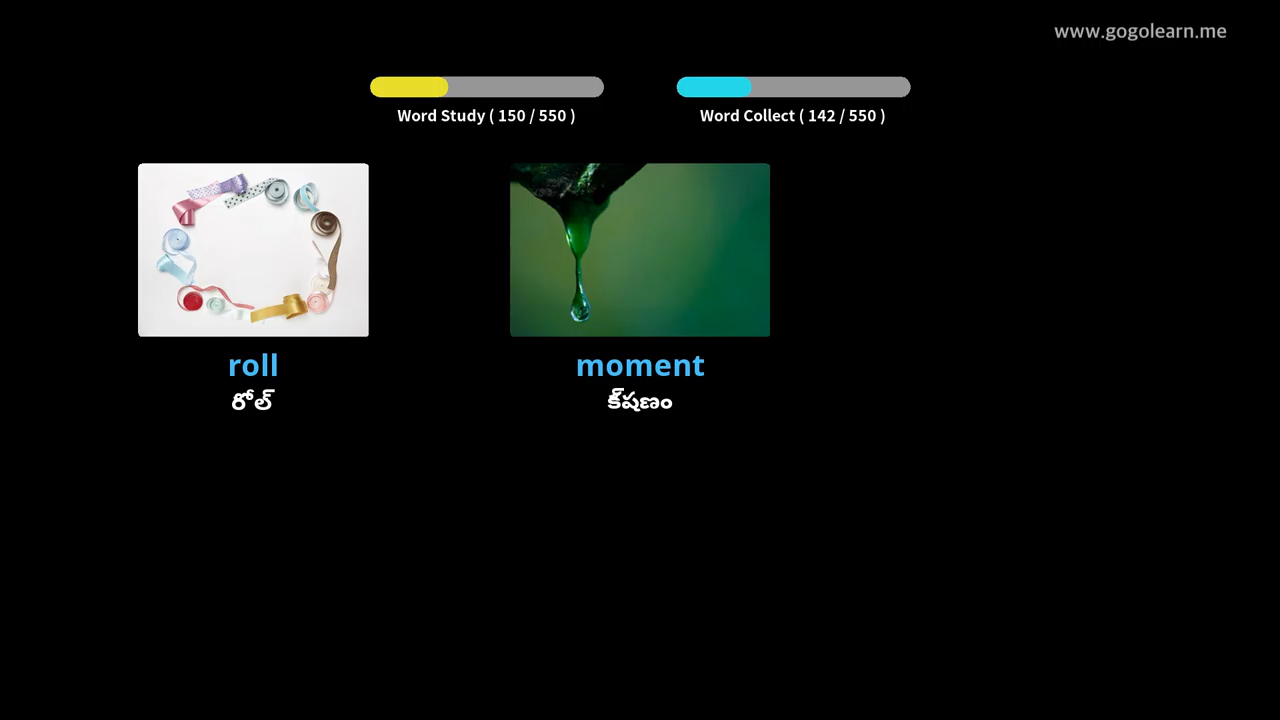 www.gogolearn.me
Word Study ( 150 / 550 )
Word Collect ( 142 / 550 )
roll
రోల్
moment
క్షణం